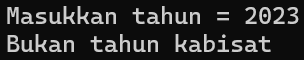 Masukkan tahun = 2023
Bukan tahun kabisat